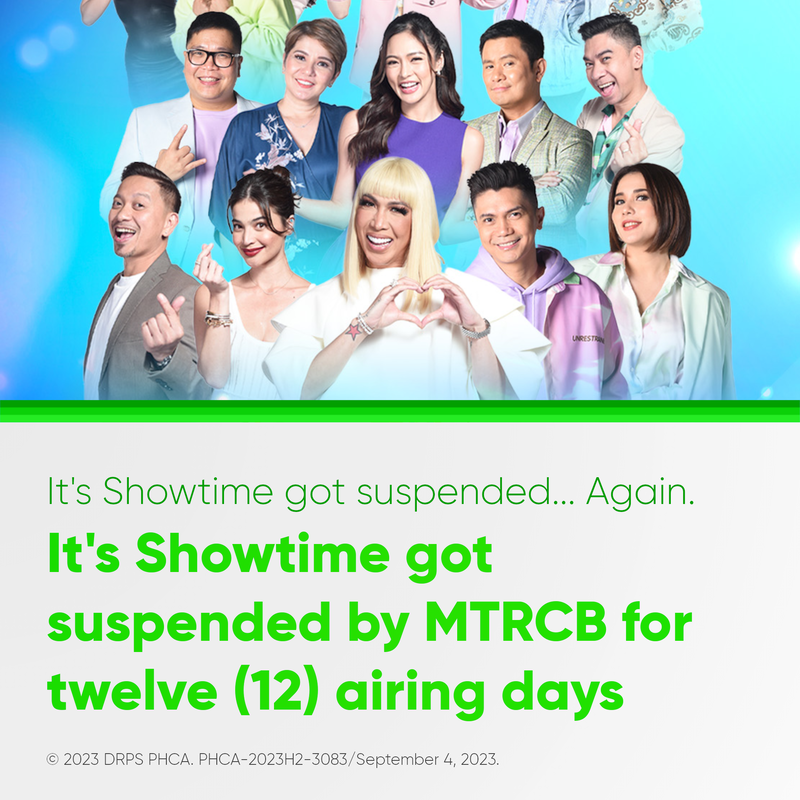 UNREST
It's Showtime got suspended... Again.
It's Showtime got
suspended by MTRCB for
twelve (12) airing days
© 2023 DRPS PHCA. PHCA-2023H2-3083/September 4, 2023.